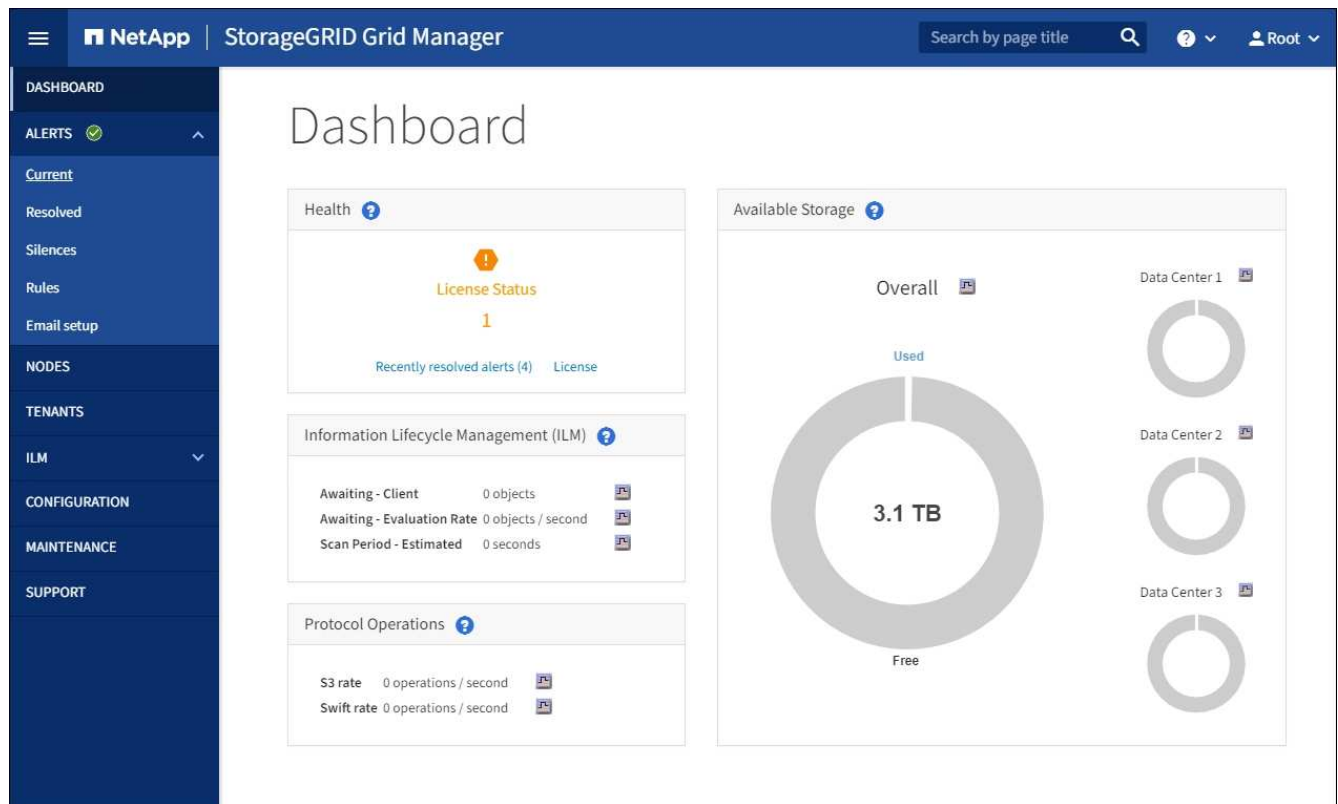 NetApp | StorageGRID Grid Manager
Search by page title
Root
DASHBOARD
ALERTS
Current
Resolved
Silences
Rules
Email setup
NODES
TENANTS
ILM
CONFIGURATION
MAINTENANCE
SUPPORT
Dashboard
Health ?
!
License Status
1
Recently resolved alerts (4) License
Information Lifecycle Management (ILM) ?
Awaiting - Client 0 objects
Awaiting - Evaluation Rate 0 objects / second
Scan Period - Estimated 0 seconds
Protocol Operations ?
S3 rate 0 operations / second
Swift rate 0 operations / second
Available Storage ?
Overall
Used
3.1 TB
Free
Data Center 1
Data Center 2
Data Center 3